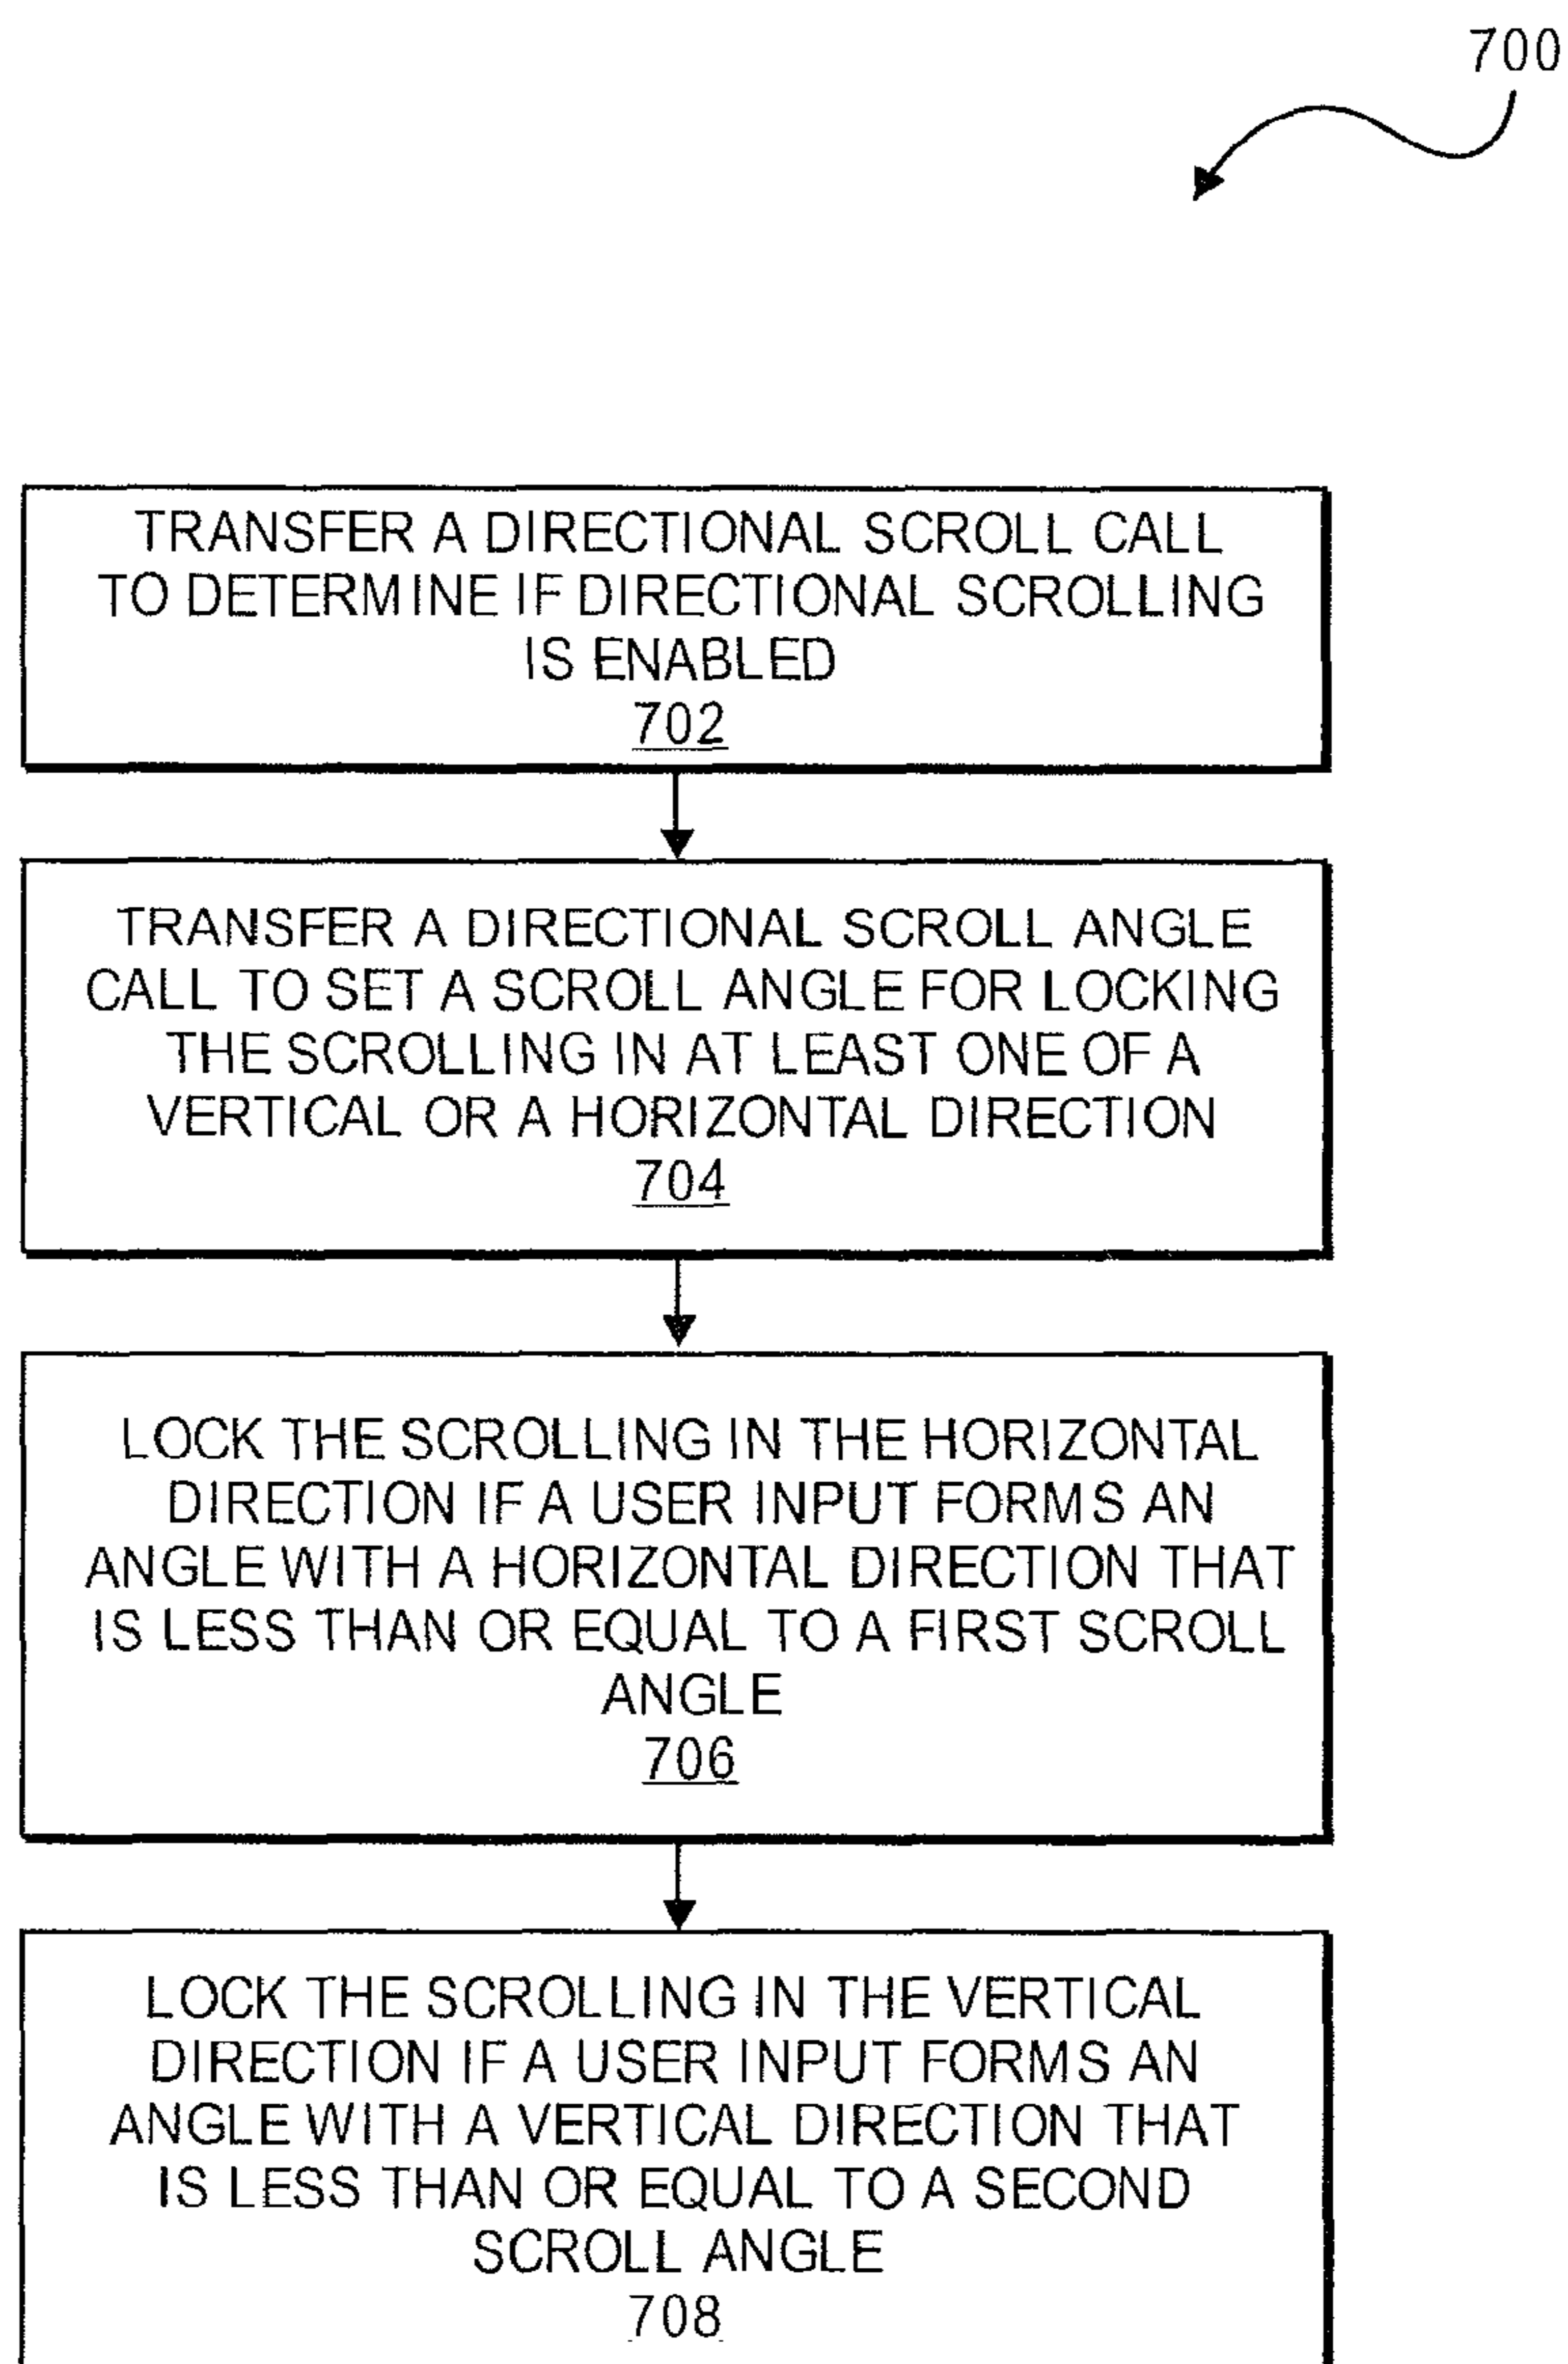 700
TRANSFER A DIRECTIONAL SCROLL CALL
TO DETERMINE IF DIRECTIONAL SCROLLING
IS ENABLED
702
TRANSFER A DIRECTIONAL SCROLL ANGLE
CALL TO SET A SCROLL ANGLE FOR LOCKING
THE SCROLLING IN AT LEAST ONE OF A
VERTICAL OR A HORIZONTAL DIRECTION
704
LOCK THE SCROLLING IN THE HORIZONTAL
DIRECTION IF A USER INPUT FORMS AN
ANGLE WITH A HORIZONTAL DIRECTION THAT
IS LESS THAN OR EQUAL TO A FIRST SCROLL
ANGLE
706
LOCK THE SCROLLING IN THE VERTICAL
DIRECTION IF A USER INPUT FORMS AN
ANGLE WITH A VERTICAL DIRECTION THAT
IS LESS THAN OR EQUAL TO A SECOND
SCROLL ANGLE
708